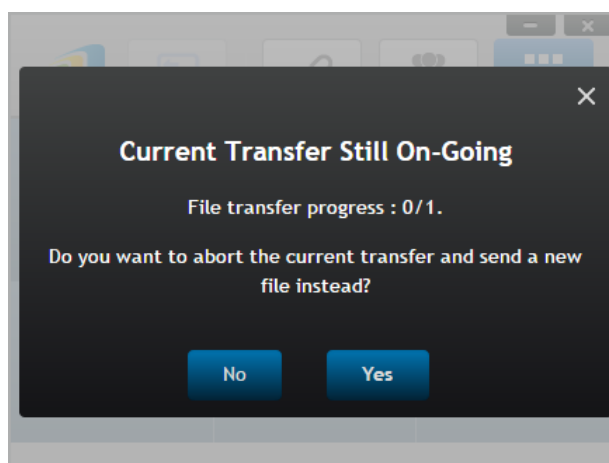 Current Transfer Still On-Going
File transfer progress : 0/1.
Do you want to abort the current transfer and send a new
file instead?
No
Yes